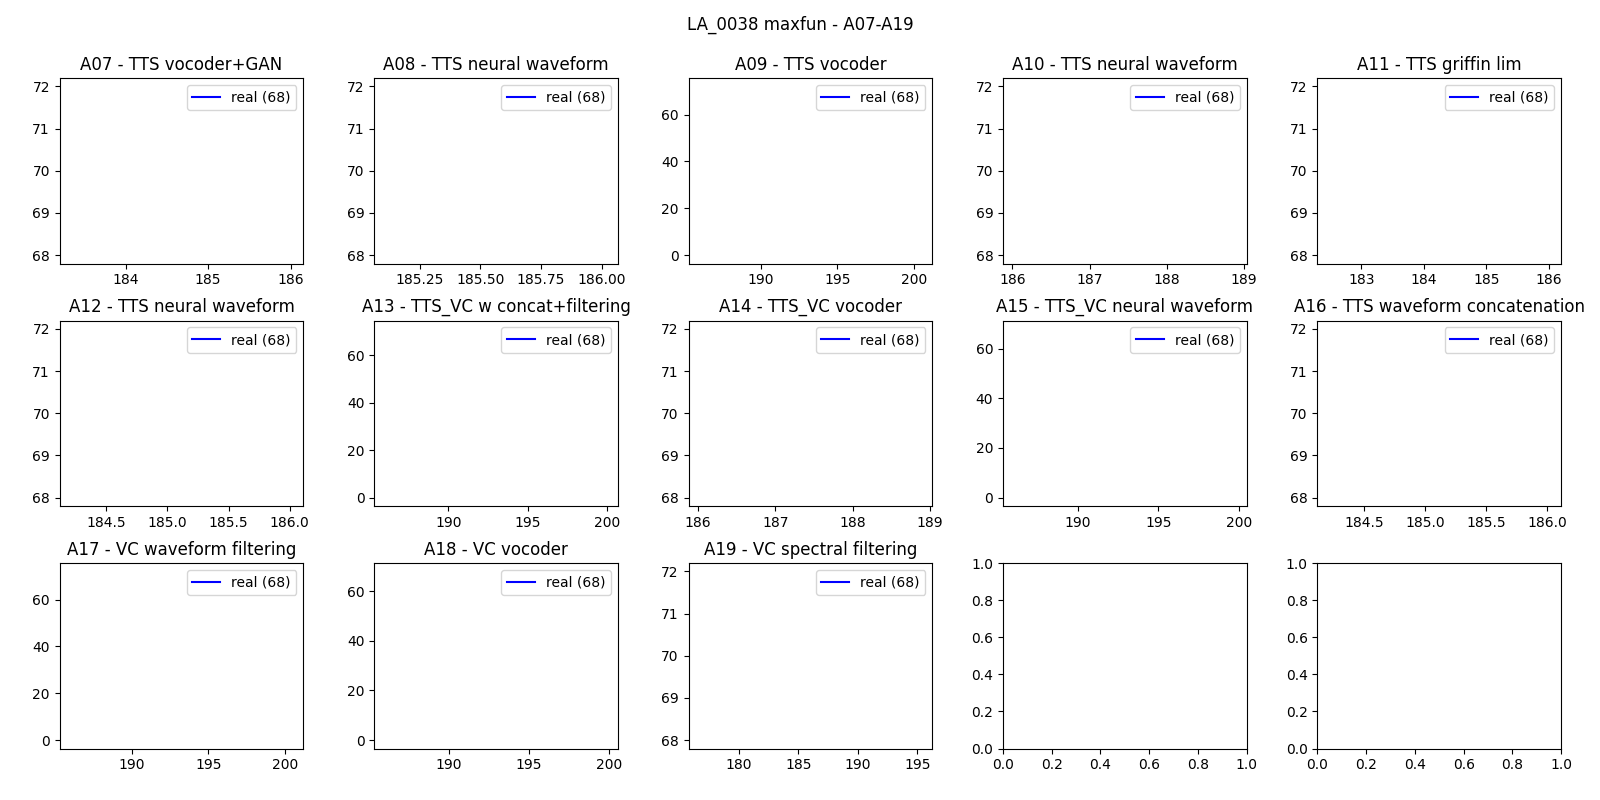 LA_0038 maxfun - A07-A19
A07 - TTS vocoder+GAN
72
71
70
69
68
184 185 186
real (68)
A08 - TTS neural waveform
72
71
70
69
68
185.25 185.50 185.75 186.00
real (68)
A09 - TTS vocoder
60
40
20
0
190 195 200
real (68)
A10 - TTS neural waveform
72
71
70
69
68
186 187 188 189
real (68)
A11 - TTS griffin lim
72
71
70
69
68
183 184 185 186
real (68)
A12 - TTS neural waveform
72
71
70
69
68
184.5 185.0 185.5 186.0
real (68)
A13 - TTS_VC w concat+filtering
60
40
20
0
190 195 200
real (68)
A14 - TTS_VC vocoder
72
71
70
69
68
186 187 188 189
real (68)
A15 - TTS_VC neural waveform
60
40
20
0
190 195 200
real (68)
A16 - TTS waveform concatenation
72
71
70
69
68
184.5 185.0 185.5 186.0
real (68)
A17 - VC waveform filtering
60
40
20
0
190 195 200
real (68)
A18 - VC vocoder
60
40
20
0
190 195 200
real (68)
A19 - VC spectral filtering
72
71
70
69
68
180 185 190 195
real (68)
1.0
0.8
0.6
0.4
0.2
0.0
0.0 0.2 0.4 0.6 0.8 1.0
1.0
0.8
0.6
0.4
0.2
0.0
0.0 0.2 0.4 0.6 0.8 1.0